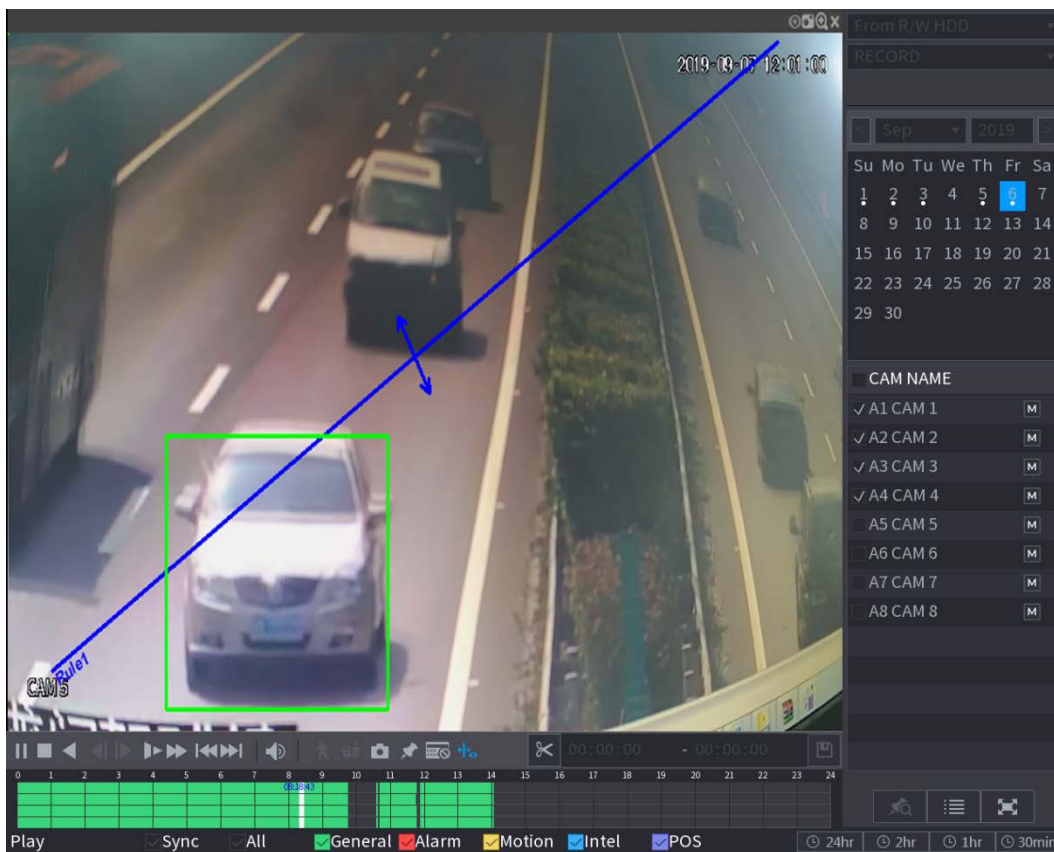 From R/W HDD
2019-09-07 12:01:00
RECORD
Sep 2019
Su Mo Tu We Th Fr Sa
1 2 3 4 5 6 7
8 9 10 11 12 13 14
15 16 17 18 19 20 21
22 23 24 25 26 27 28
29 30
CAM NAME
A1 CAM 1 M
A2 CAM 2 M
A3 CAM 3 M
A4 CAM 4 M
A5 CAM 5 M
A6 CAM 6 M
A7 CAM 7 M
A8 CAM 8 M
Rule1
CAM 5
00:00:00 - 00:00:00
0 1 2 3 4 5 6 7 8 9 10 11 12 13 14 15 16 17 18 19 20 21 22 23 24
08:18:43
Play Sync All General Alarm Motion Intel POS 24hr 2hr 1hr 30min